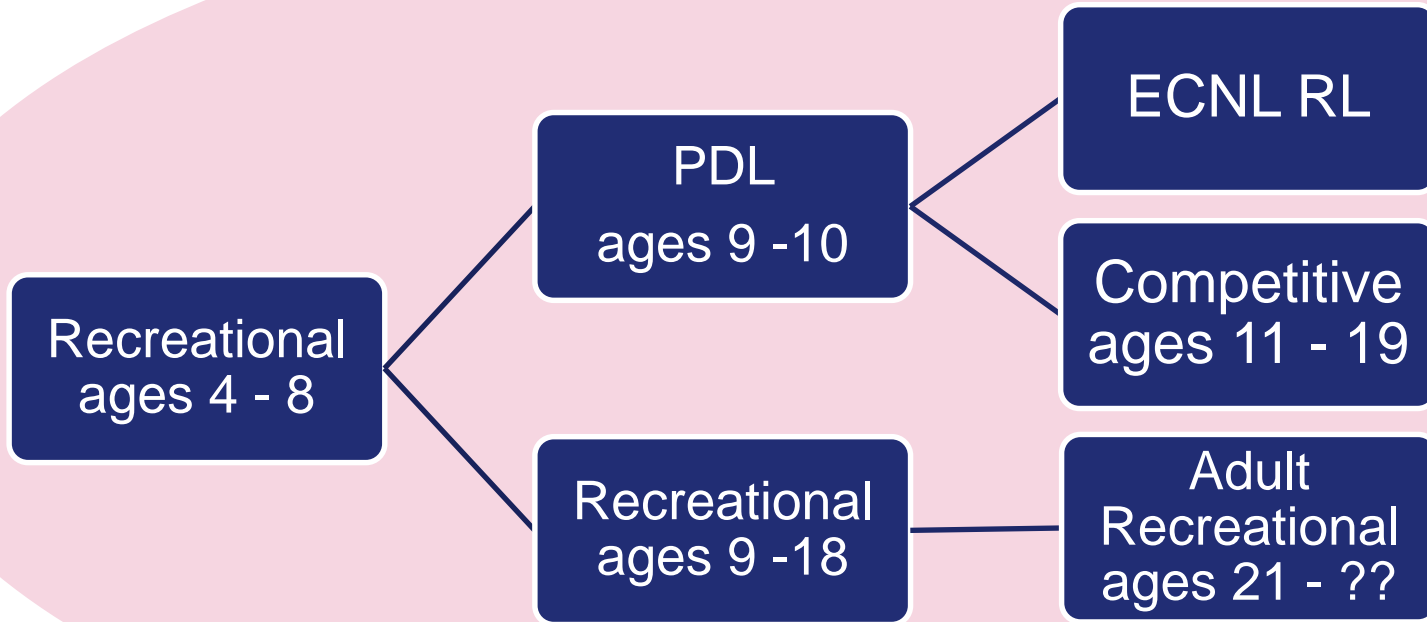 Recreational
ages 4 - 8
PDL
ages 9 -10
Recreational
ages 9 -18
ECNL RL
Competitive
ages 11 - 19
Adult
Recreational
ages 21 - ??